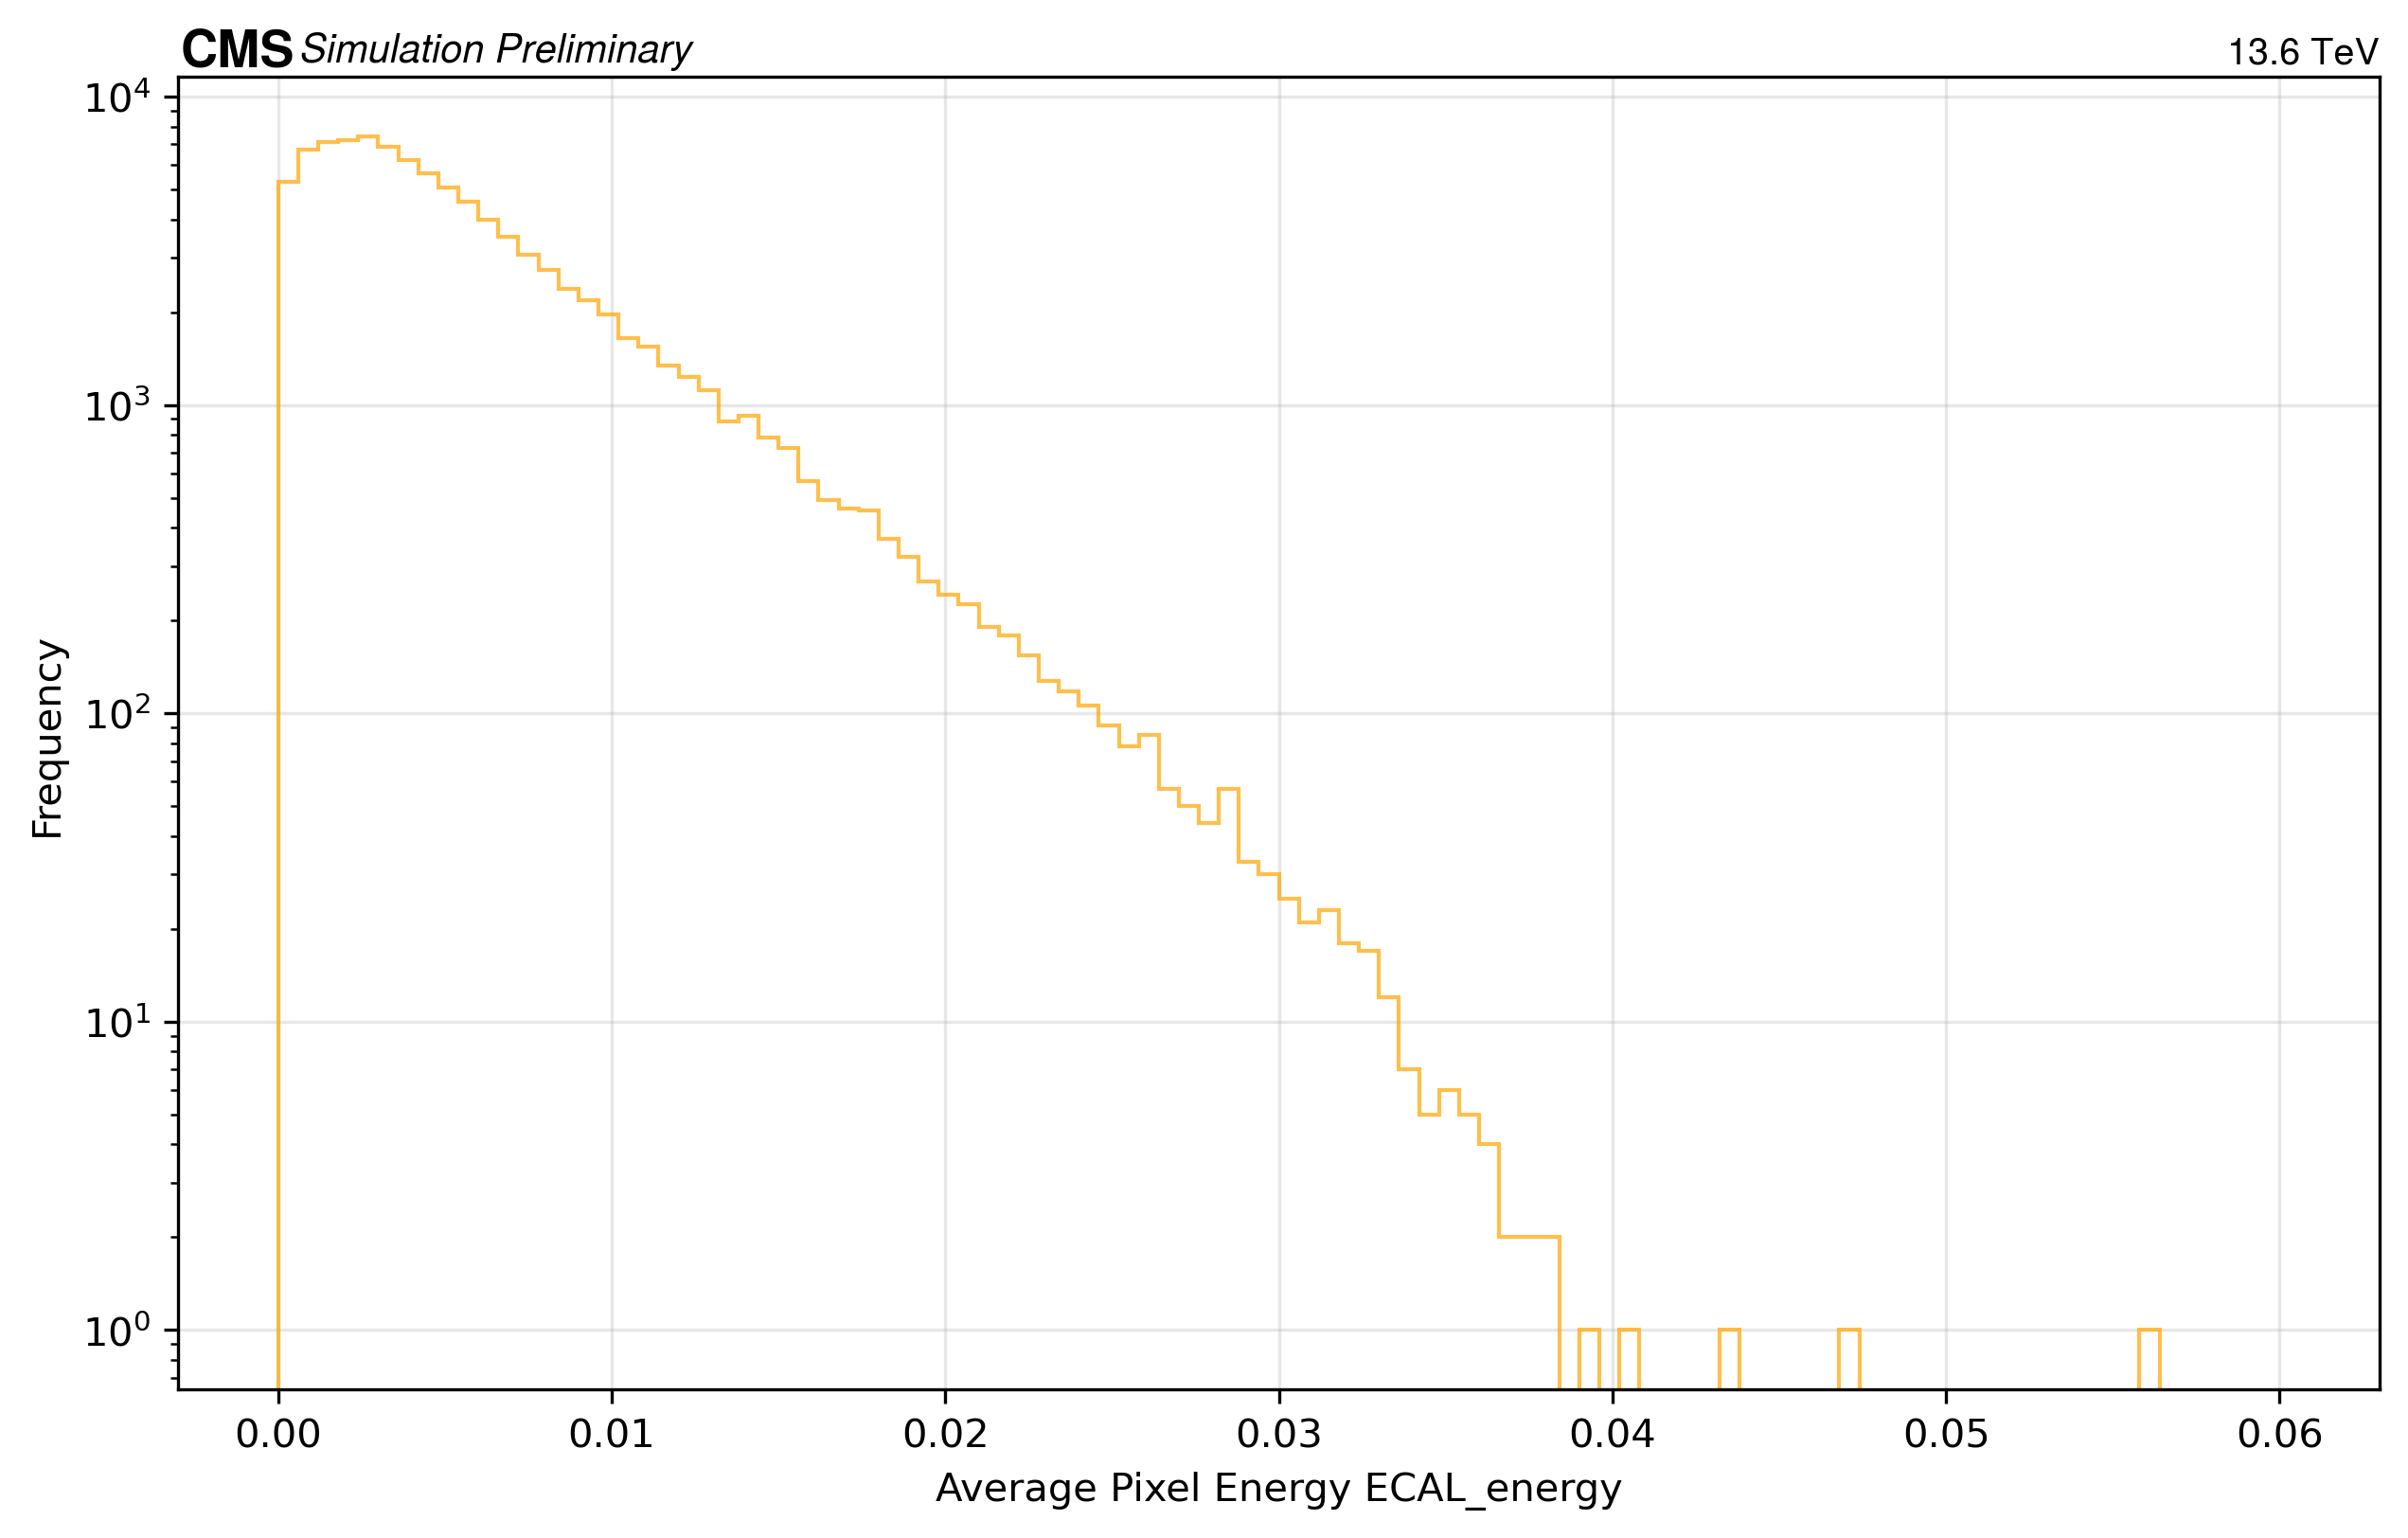 CMS Simulation Preliminary 13.6 TeV
10⁴
10³
10²
10¹
10⁰
Frequency
0.00 0.01 0.02 0.03 0.04 0.05 0.06
Average Pixel Energy ECAL_energy